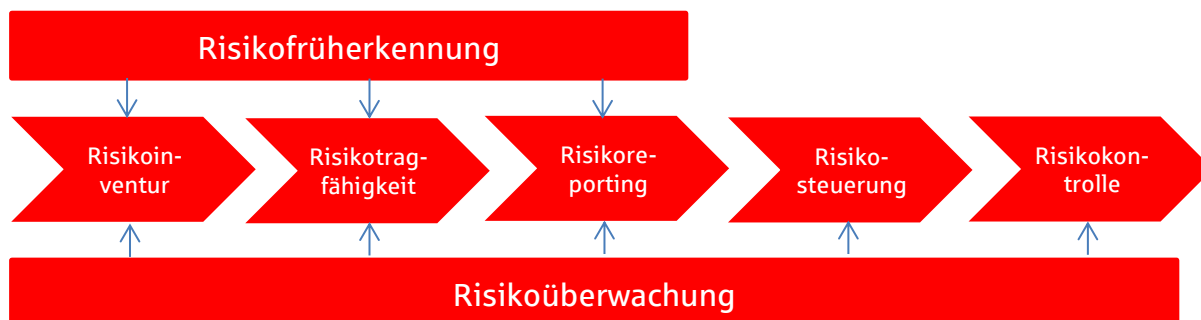 Risikofrüherkennung
Risikoin-
ventur
Risikotrag-
fähigkeit
Risikore-
porting
Risiko-
steuerung
Risikokon-
trolle
Risikoüberwachung